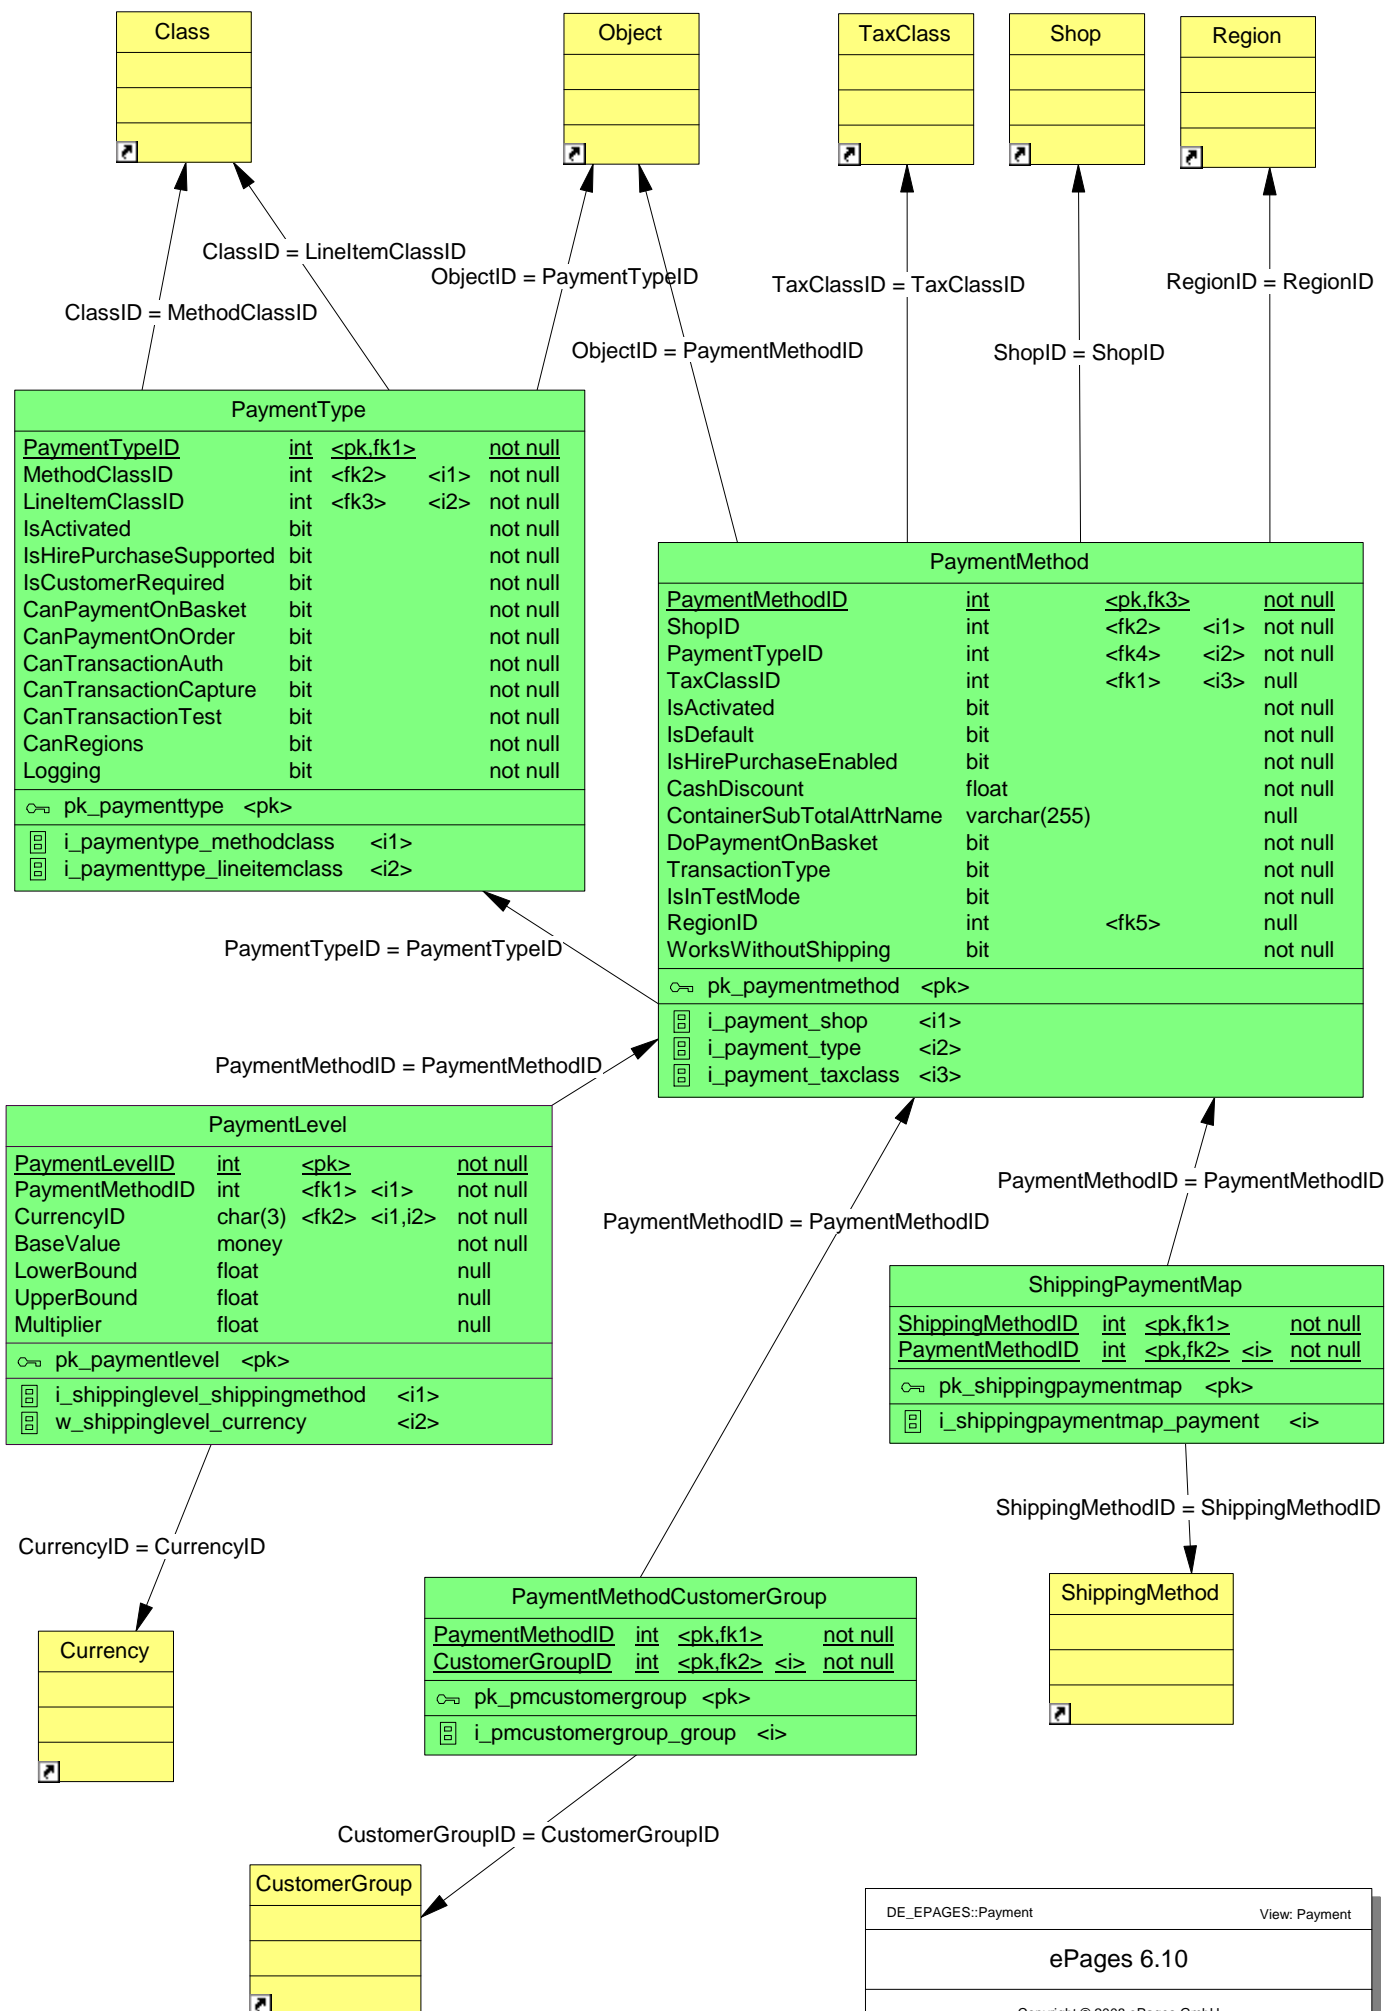 Class
Object
TaxClass
Shop
Region
ClassID = LineItemClassID
ObjectID = PaymentTypeID
TaxClassID = TaxClassID
RegionID = RegionID
ClassID = MethodClassID
ObjectID = PaymentMethodID
ShopID = ShopID
PaymentType
PaymentTypeID int <pk,fk1> not null
MethodClassID int <fk2> <i1> not null
LineItemClassID int <fk3> <i2> not null
IsActivated bit not null
IsHirePurchaseSupported bit not null
IsCustomerRequired bit not null
CanPaymentOnBasket bit not null
CanPaymentOnOrder bit not null
CanTransactionAuth bit not null
CanTransactionCapture bit not null
CanTransactionTest bit not null
CanRegions bit not null
Logging bit not null
pk_paymenttype <pk>
i_paymentype_methodclass <i1>
i_paymenttype_lineitemclass <i2>
PaymentMethod
PaymentMethodID int <pk,fk3> not null
ShopID int <fk2> <i1> not null
PaymentTypeID int <fk4> <i2> not null
TaxClassID int <fk1> <i3> null
IsActivated bit not null
IsDefault bit not null
IsHirePurchaseEnabled bit not null
CashDiscount float not null
ContainerSubTotalAttrName varchar(255) null
DoPaymentOnBasket bit not null
TransactionType bit not null
IsInTestMode bit not null
RegionID int <fk5> null
WorksWithoutShipping bit not null
pk_paymentmethod <pk>
i_payment_shop <i1>
i_payment_type <i2>
i_payment_taxclass <i3>
PaymentTypeID = PaymentTypeID
PaymentMethodID = PaymentMethodID
PaymentLevel
PaymentLevelID int <pk> not null
PaymentMethodID int <fk1> <i1> not null
CurrencyID char(3) <fk2> <i1,i2> not null
BaseValue money not null
LowerBound float null
UpperBound float null
Multiplier float null
pk_paymentlevel <pk>
i_shippinglevel_shippingmethod <i1>
w_shippinglevel_currency <i2>
PaymentMethodID = PaymentMethodID
PaymentMethodID = PaymentMethodID
ShippingPaymentMap
ShippingMethodID int <pk,fk1> not null
PaymentMethodID int <pk,fk2> <i> not null
pk_shippingpaymentmap <pk>
i_shippingpaymentmap_payment <i>
ShippingMethodID = ShippingMethodID
CurrencyID = CurrencyID
PaymentMethodCustomerGroup
PaymentMethodID int <pk,fk1> not null
CustomerGroupID int <pk,fk2> <i> not null
pk_pmcustomergroup <pk>
i_pmcustomergroup_group <i>
ShippingMethod
Currency
CustomerGroupID = CustomerGroupID
CustomerGroup
DE_EPAGES::Payment
View: Payment
ePages 6.10